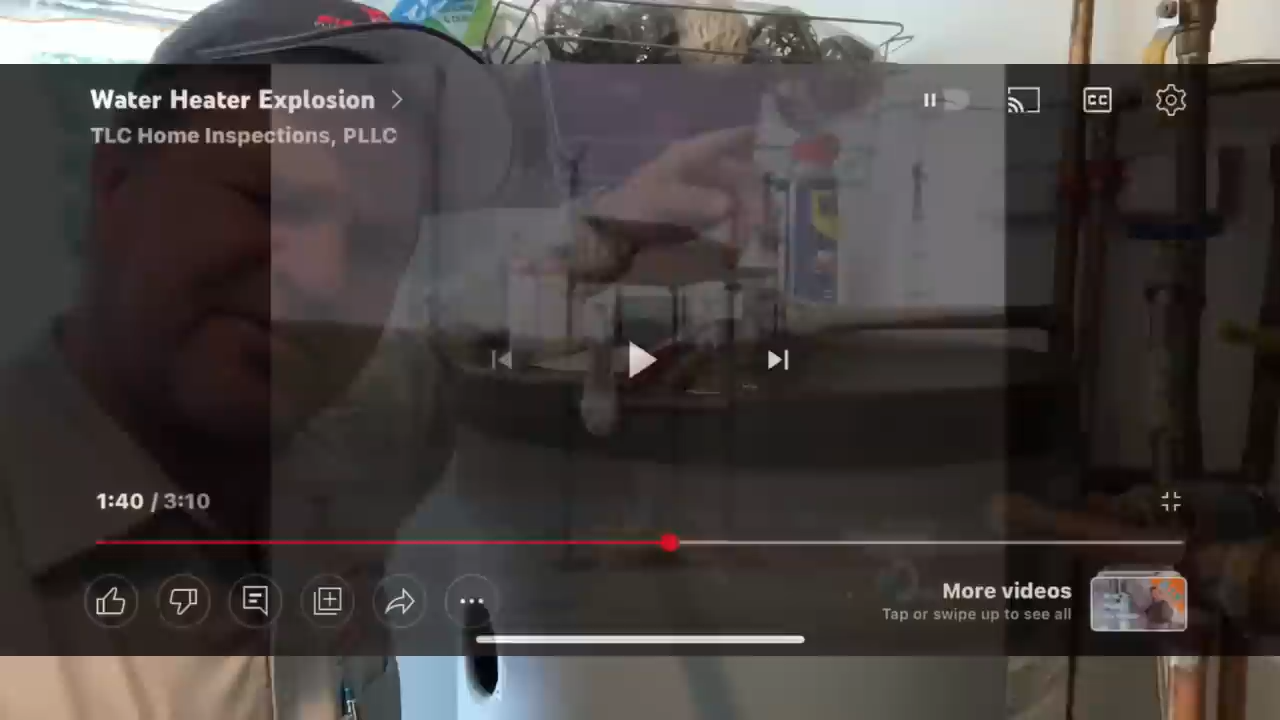 Water Heater Explosion
TLC Home Inspections, PLLC
CC
1:40 / 3:10
More videos
Tap or swipe up to see all